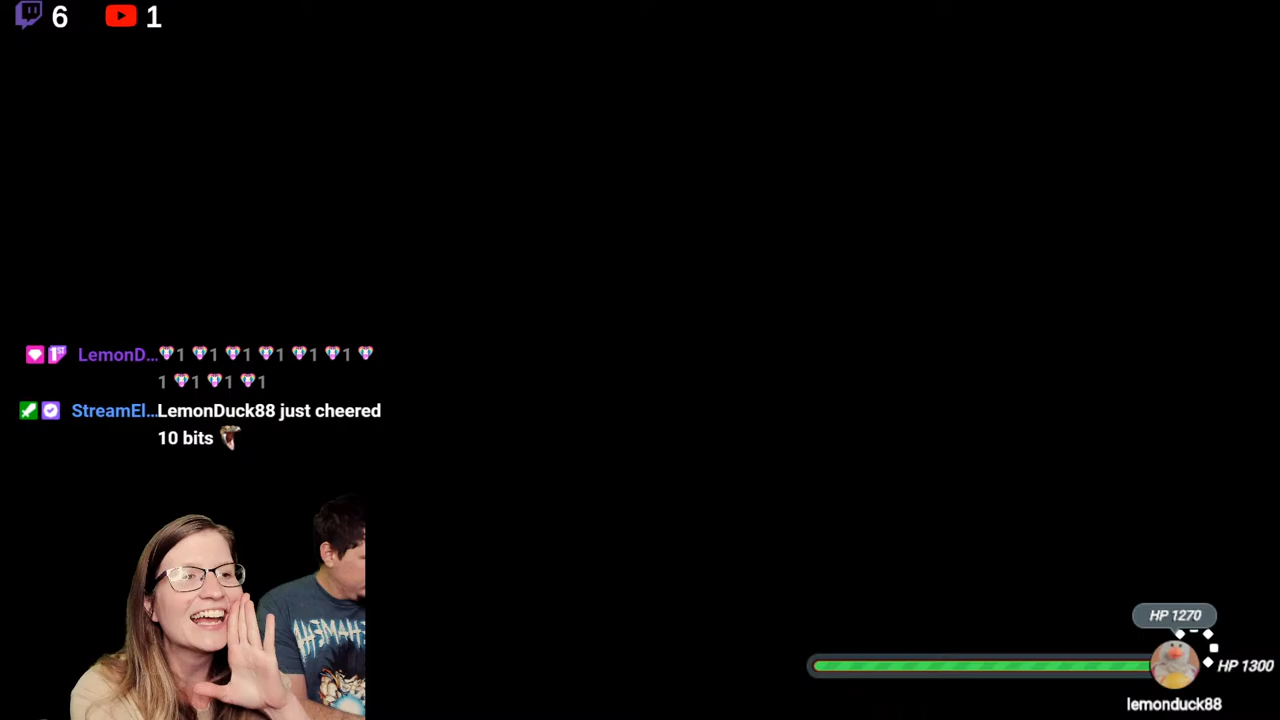 6 1
LemonD... 1 1 1 1 1 1
1 1 1 1
StreamEl... LemonDuck88 just cheered
10 bits
HP 1270
HP 1300
lemonduck88